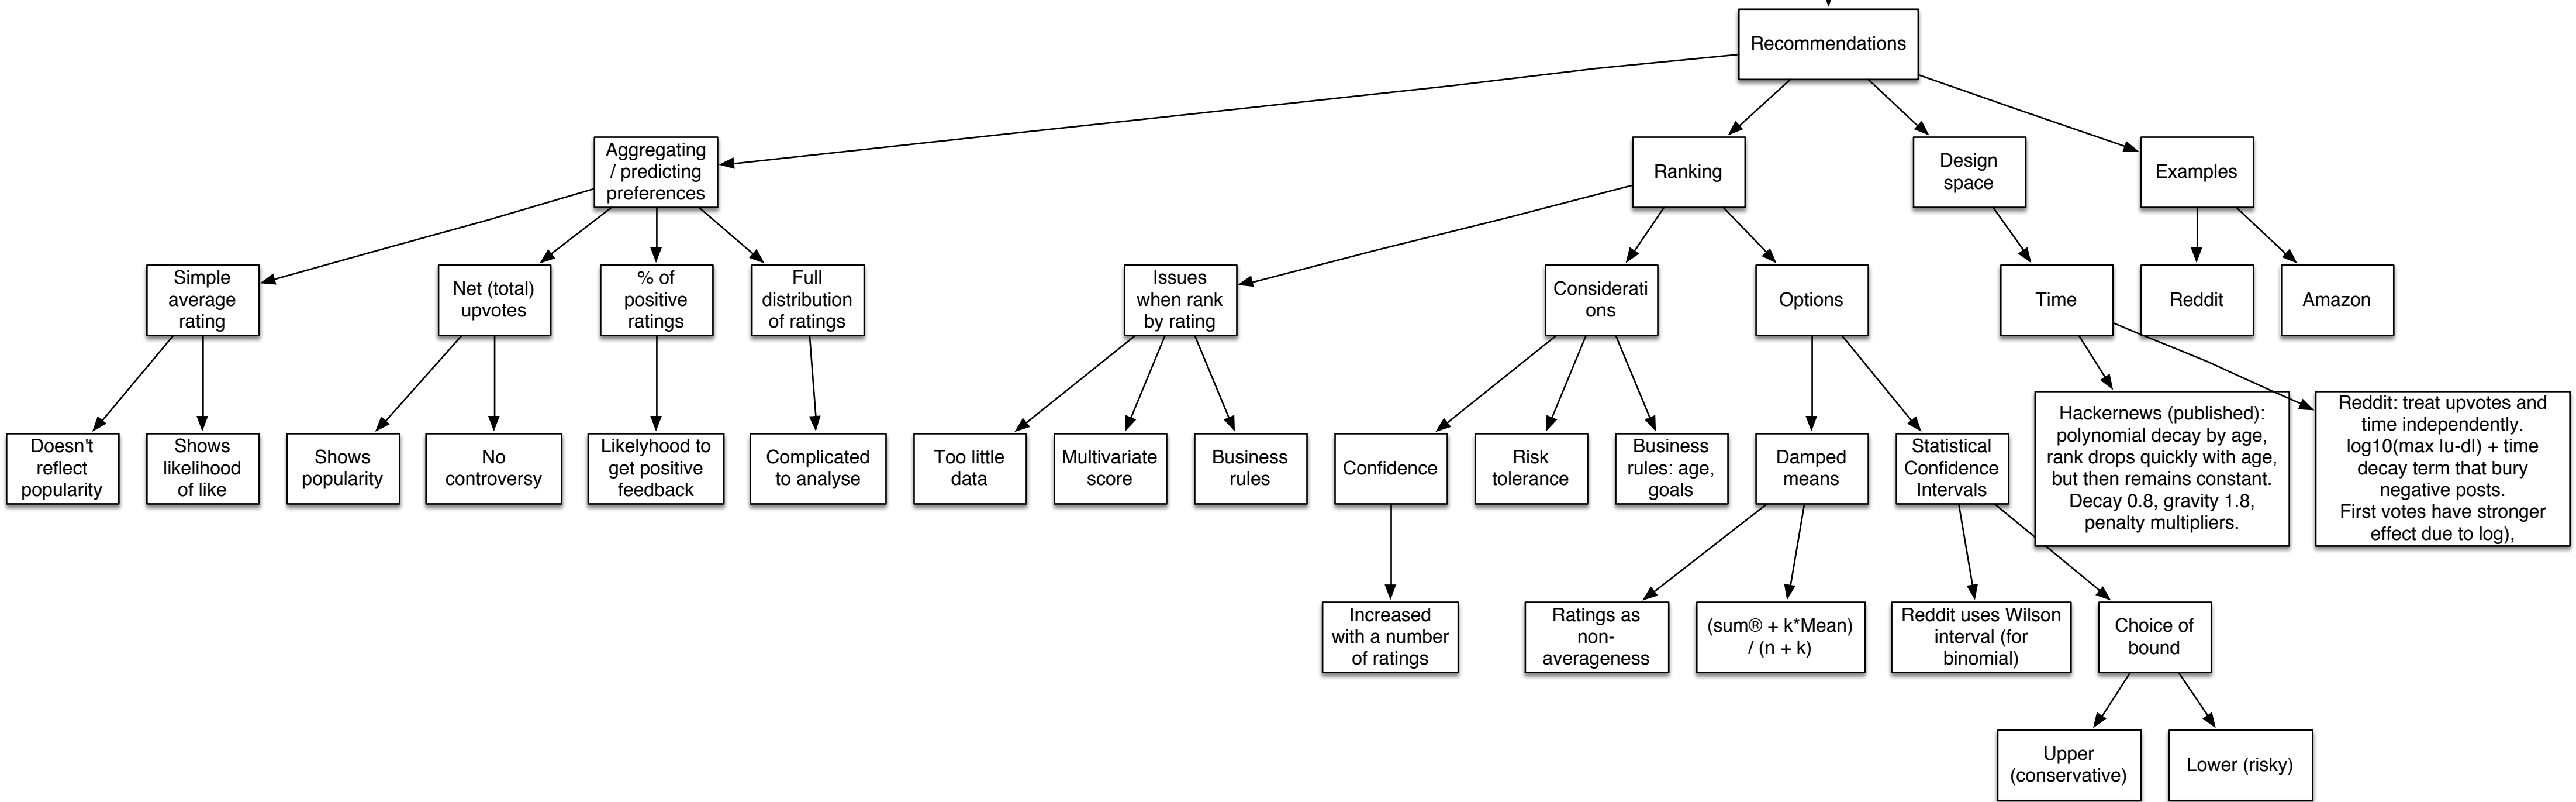 Recommendations
Aggregating
/ predicting
preferences
Ranking
Design
space
Examples
Simple
average
rating
Net (total)
upvotes
% of
positive
ratings
Full
distribution
of ratings
Issues
when rank
by rating
Considerati
ons
Options
Time
Reddit
Amazon
Doesn't
reflect
popularity
Shows
likelihood
of like
Shows
popularity
No
controversy
Likelyhood to
get positive
feedback
Complicated
to analyse
Too little
data
Multivariate
score
Business
rules
Confidence
Risk
tolerance
Business
rules: age,
goals
Damped
means
Statistical
Confidence
Intervals
Hackernews (published):
polynomial decay by age,
rank drops quickly with age,
but then remains constant.
Decay 0.8, gravity 1.8,
penalty multipliers.
Reddit: treat upvotes and
time independently.
log10(max |u-d|) + time
decay term that bury
negative posts.
First votes have stronger
effect due to log),
Increased
with a number
of ratings
Ratings as
non-
averageness
(sum® + k*Mean)
/ (n + k)
Reddit uses Wilson
interval (for
binomial)
Choice of
bound
Upper
(conservative)
Lower (risky)